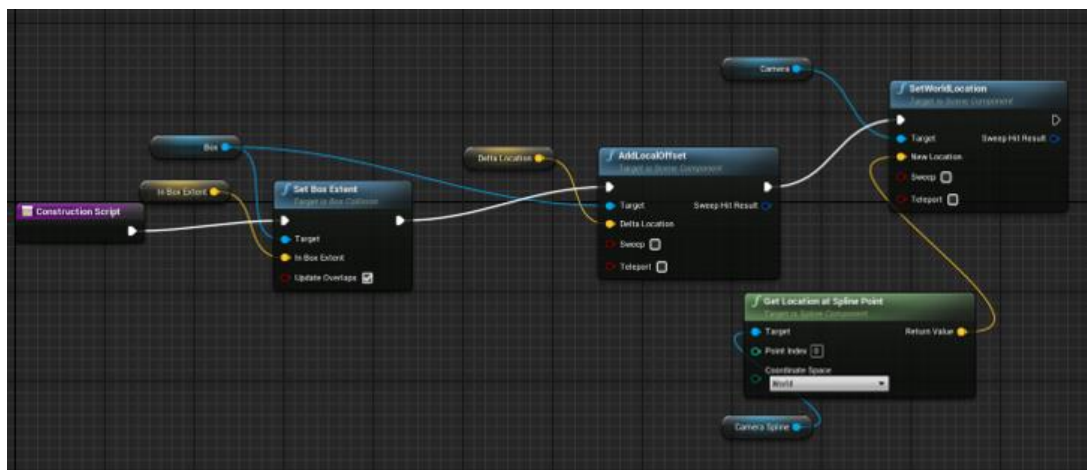 Construction Script
Box
In Box Extent
Set Box Extent
Target is Box Collision
Target
In Box Extent
Update Overlaps
Delta Location
AddLocalOffset
Target is Scene Component
Target
Sweep Hit Result
Delta Location
Sweep
Teleport
Camera
SetWorldLocation
Target is Scene Component
Target
Sweep Hit Result
New Location
Sweep
Teleport
Get Location at Spline Point
Target is Spline Component
Target
Return Value
Point Index 0
Coordinate Space
World
Camera Spline